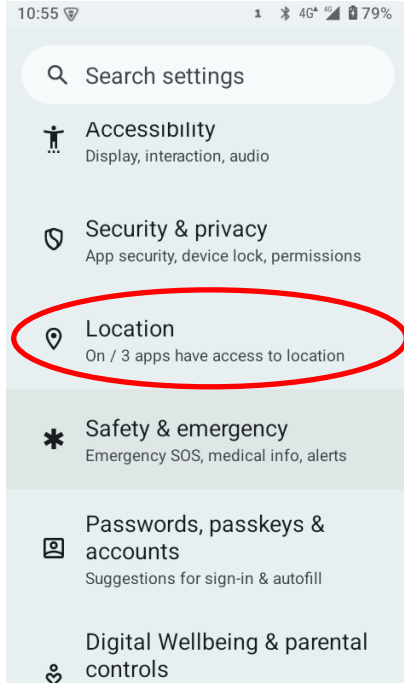 10:55 1 4G 4G 79%
Search settings
Accessibility
Display, interaction, audio
Security & privacy
App security, device lock, permissions
Location
On / 3 apps have access to location
Safety & emergency
Emergency SOS, medical info, alerts
Passwords, passkeys &
accounts
Suggestions for sign-in & autofill
Digital Wellbeing & parental
controls